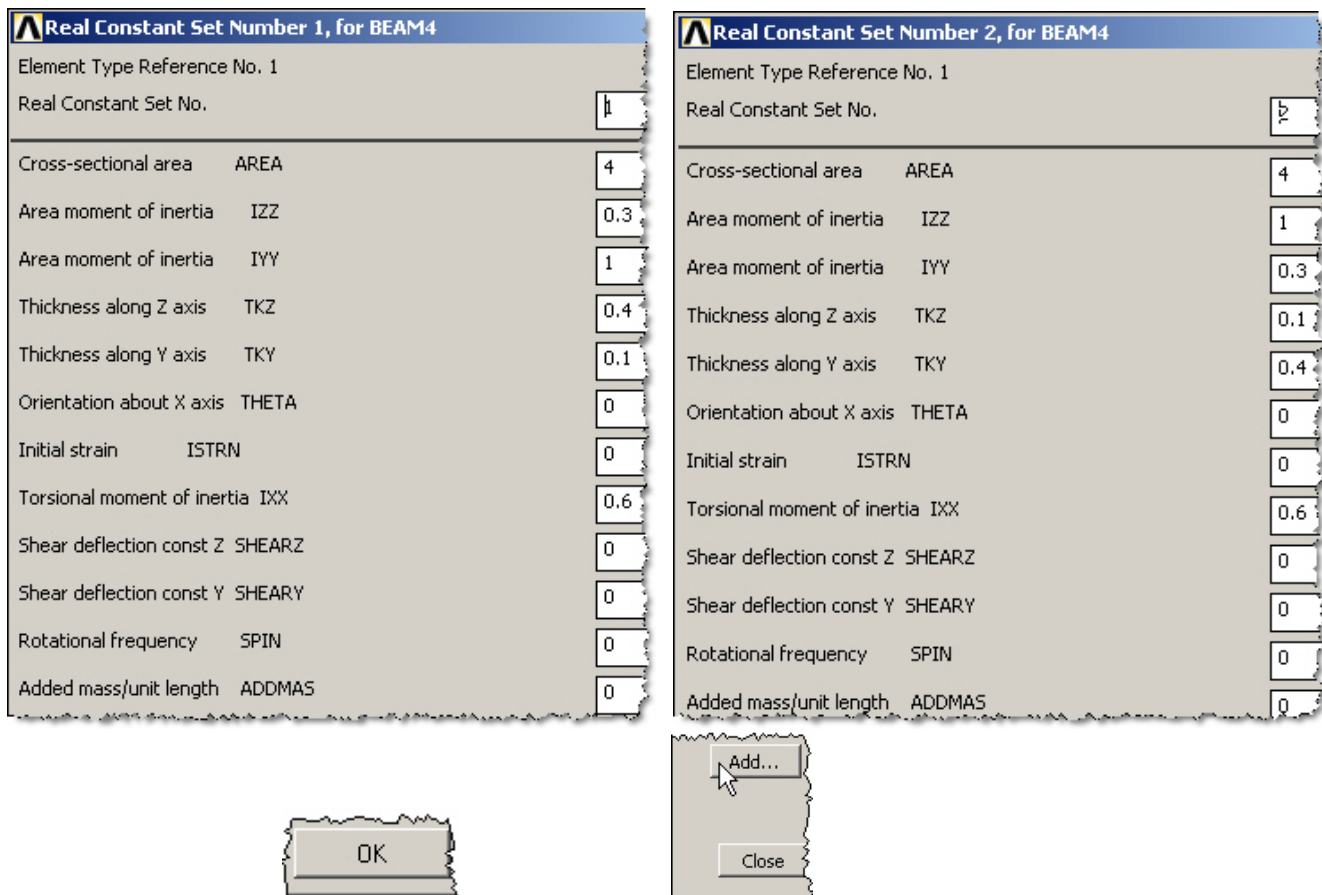 Real Constant Set Number 1, for BEAM4
Element Type Reference No. 1
Real Constant Set No. 1
Cross-sectional area AREA 4
Area moment of inertia IZZ 0.3
Area moment of inertia IYY 1
Thickness along Z axis TKZ 0.4
Thickness along Y axis TKY 0.1
Orientation about X axis THETA 0
Initial strain ISTRN 0
Torsional moment of inertia IXX 0.6
Shear deflection const Z SHEARZ 0
Shear deflection const Y SHEARY 0
Rotational frequency SPIN 0
Added mass/unit length ADDMAS 0
OK
Real Constant Set Number 2, for BEAM4
Element Type Reference No. 1
Real Constant Set No. 2
Cross-sectional area AREA 4
Area moment of inertia IZZ 1
Area moment of inertia IYY 0.3
Thickness along Z axis TKZ 0.1
Thickness along Y axis TKY 0.4
Orientation about X axis THETA 0
Initial strain ISTRN 0
Torsional moment of inertia IXX 0.6
Shear deflection const Z SHEARZ 0
Shear deflection const Y SHEARY 0
Rotational frequency SPIN 0
Added mass/unit length ADDMAS 0
Add...
Close